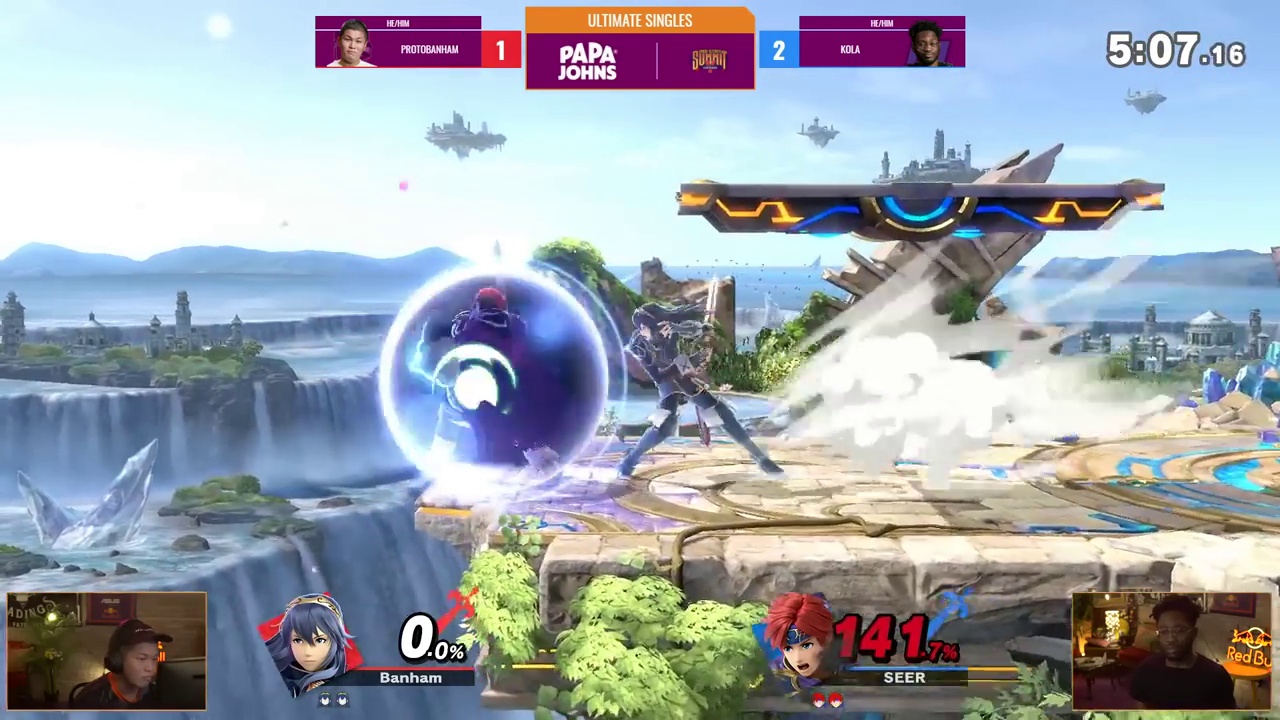 HE/HIM
PROTOBANHAM
1
ULTIMATE SINGLES
PAPA JOHNS
SUMMIT
2
HE/HIM
KOLA
5:07.16
0.0%
Banham
141.7%
SEER
Red Bu